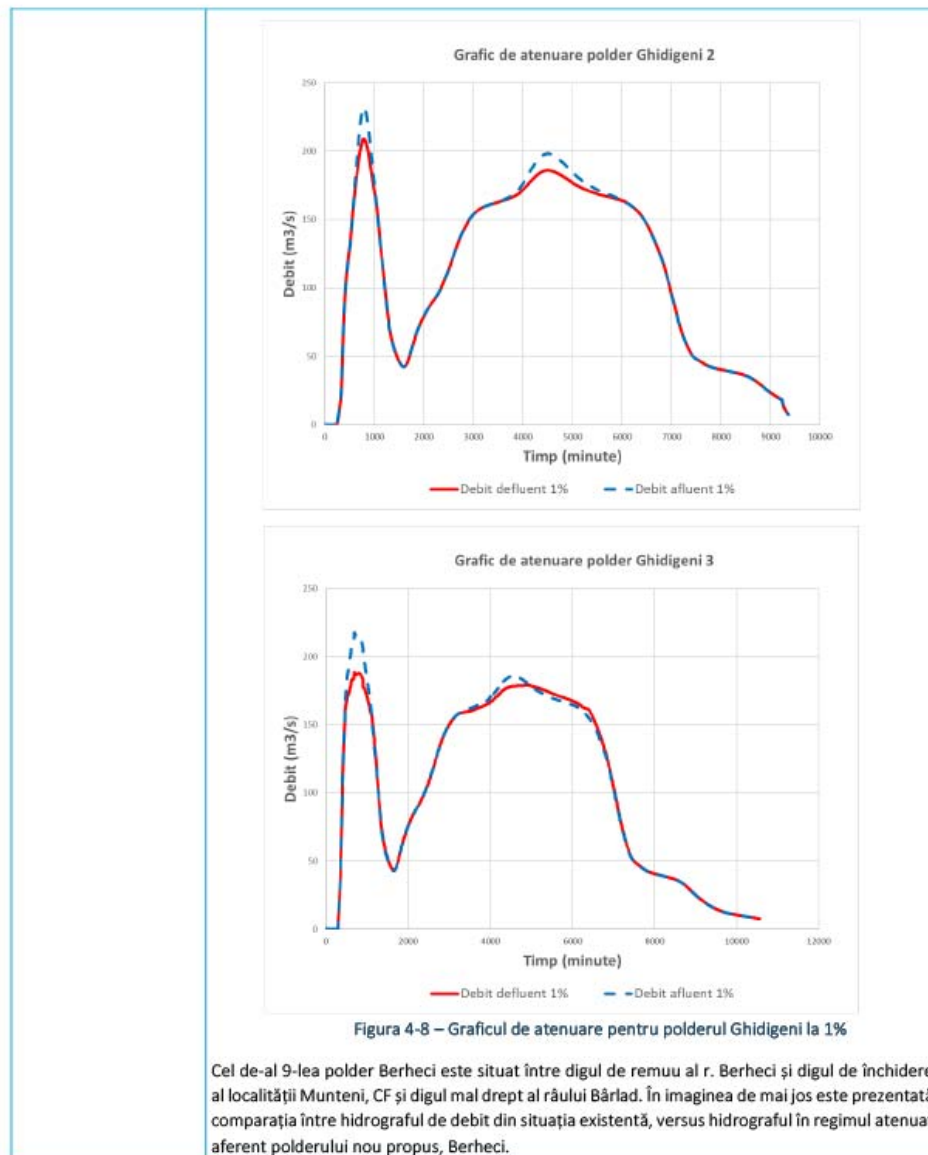 Grafic de atenuare polder Ghidigeni 2
250
200
150
100
50
0
Debit (m3/s)
0 1000 2000 3000 4000 5000 6000 7000 8000 9000 10000
Timp (minute)
Debit defluent 1% Debit afluent 1%
Grafic de atenuare polder Ghidigeni 3
250
200
150
100
50
0
Debit (m3/s)
0 2000 4000 6000 8000 10000 12000
Timp (minute)
Debit defluent 1% Debit afluent 1%
Figura 4-8 – Graficul de atenuare pentru polderul Ghidigeni la 1%
Cel de-al 9-lea polder Berheci este situat între digul de remuu al r. Berheci și digul de închidere
al localității Munteni, CF și digul mal drept al râului Bârlad. În imaginea de mai jos este prezentată
comparația între hidrograful de debit din situația existentă, versus hidrograful în regimul atenuat
aferent polderului nou propus, Berheci.